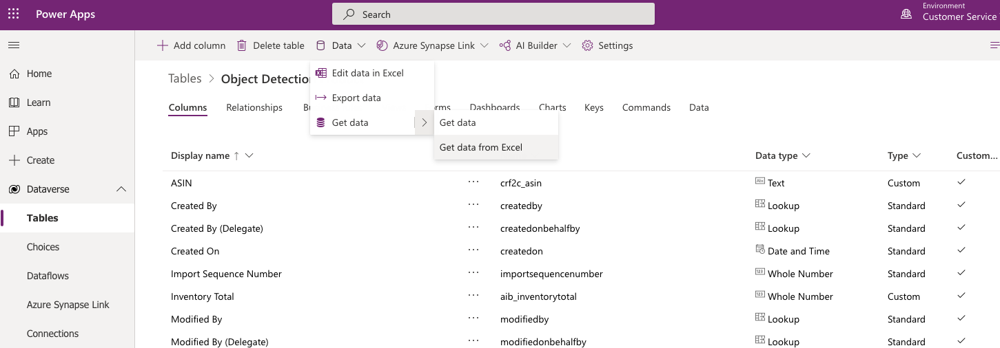 Power Apps
Search
Environment
Customer Service
Add column Delete table Data Settings Azure Synapse Link AI Builder
Home
Learn
Apps
Create
Dataverse
Tables
Choices
Dataflows
Azure Synapse Link
Connections
Tables > Object Detection
Edit data in Excel
Export data
Get data
Get data
Get data from Excel
Columns Relationships Dashboards Charts Keys Commands Data
Display name ↑ Data type Type Custom...
ASIN ... crf2c_asin Abc Text Custom
Created By ... createdby Lookup Standard
Created By (Delegate) ... createdonbehalfby Lookup Standard
Created On ... createdon Date and Time Standard
Import Sequence Number ... importsequencenumber 123 Whole Number Standard
Inventory Total ... aib_inventorytotal 123 Whole Number Custom
Modified By ... modifiedby Lookup Standard
Modified By (Delegate) ... modifiedonbehalfby Lookup Standard